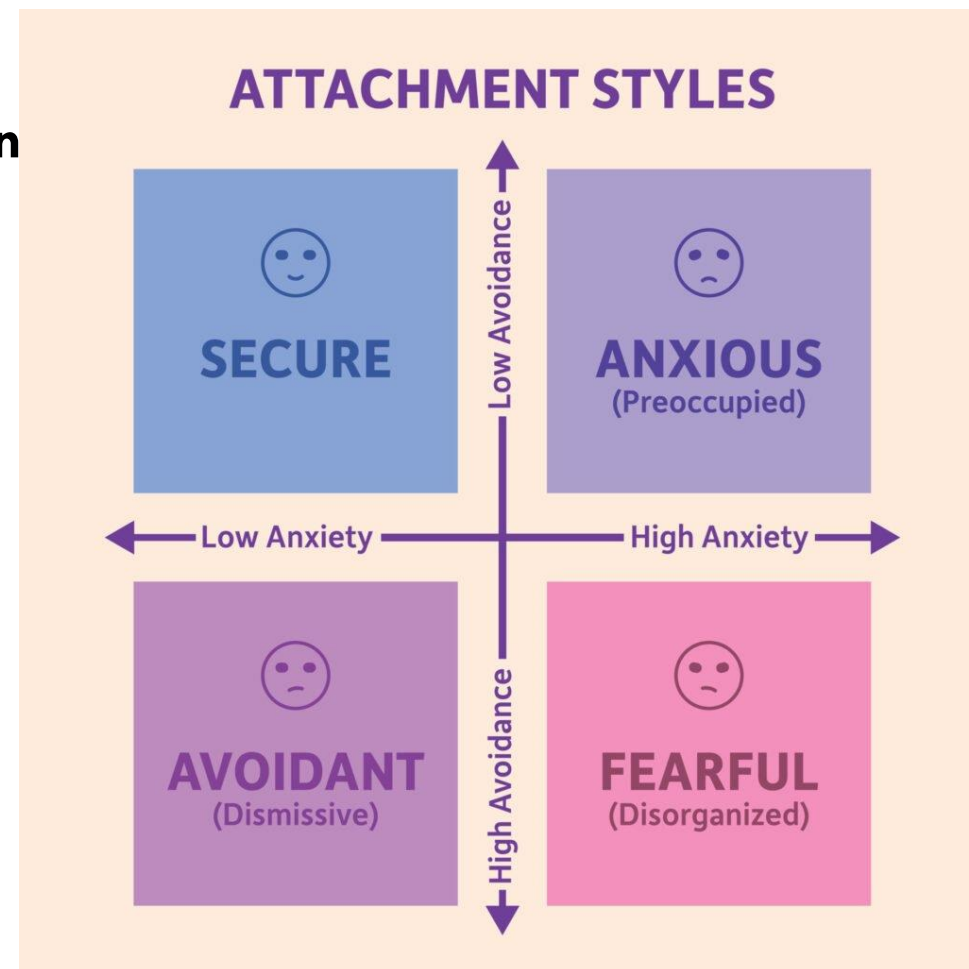 ATTACHMENT STYLES
n
Low Avoidance
SECURE
ANXIOUS
(Preoccupied)
Low Anxiety
High Anxiety
AVOIDANT
(Dismissive)
High Avoidance
FEARFUL
(Disorganized)